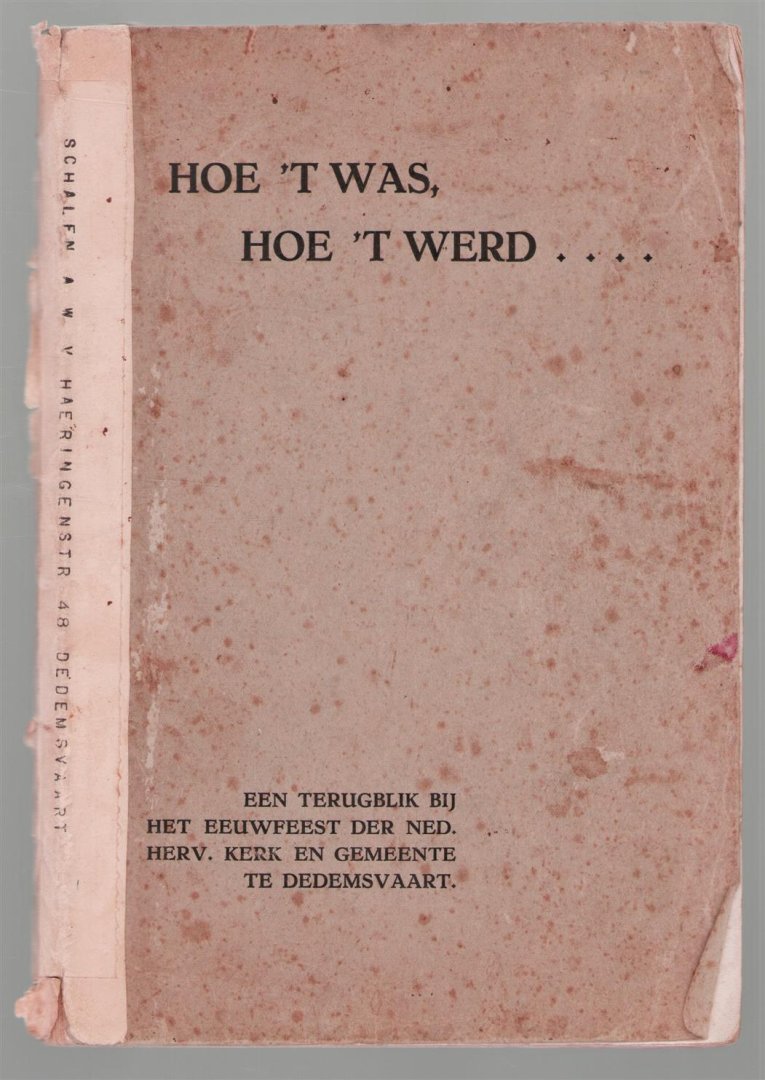 HOE 'T WAS,
HOE 'T WERD . . . .
EEN TERUGBLIK BIJ
HET EEUWFEEST DER NED.
HERV. KERK EN GEMEENTE
TE DEDEMSVAART.
SCHALEN A W V HAERINGENSTR 48 DEDEMSVAART